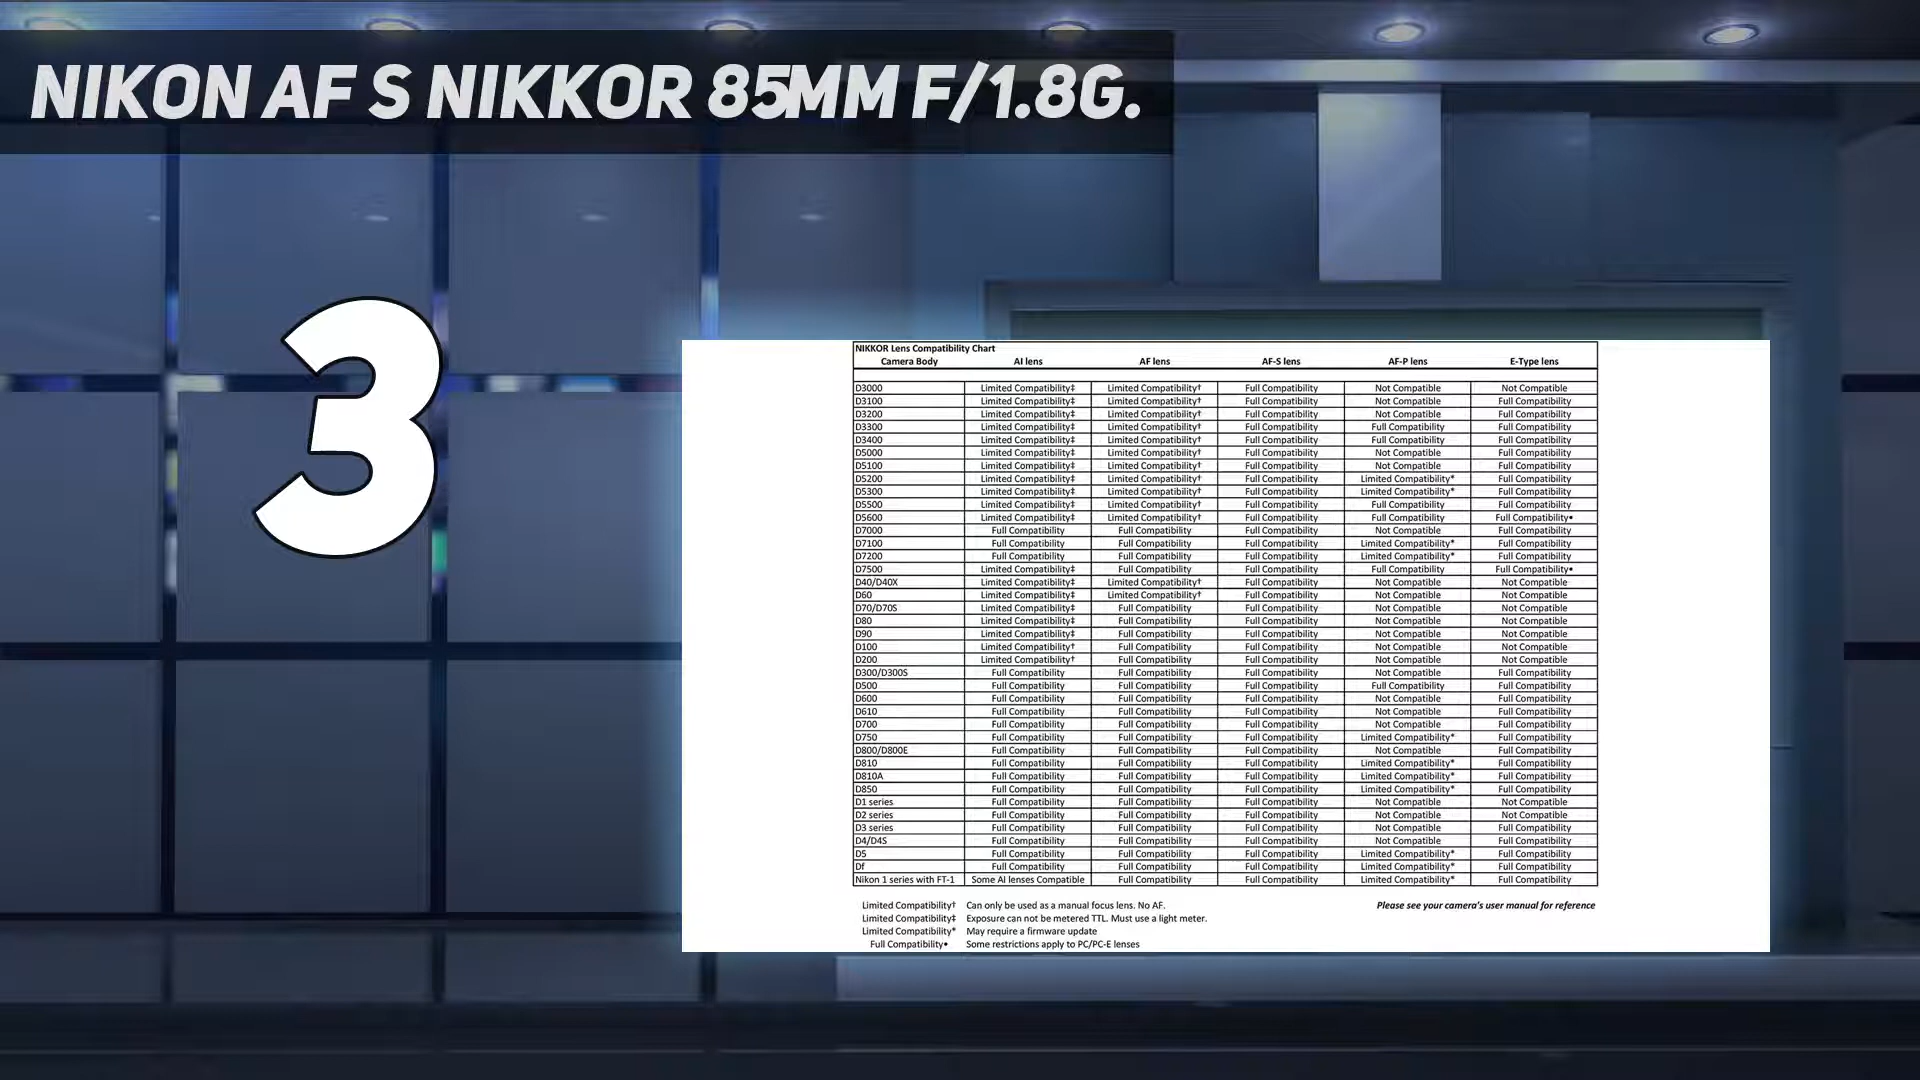 NIKON AF S NIKKOR 85MM F/1.8G.
3
NIKKOR Lens Compatibility Chart
Camera Body AI lens AF lens AF-S lens AF-P lens E-Type lens
D3000 Limited Compatibility‡ Limited Compatibility† Full Compatibility Not Compatible Not Compatible
D3100 Limited Compatibility‡ Limited Compatibility† Full Compatibility Not Compatible Full Compatibility
D3200 Limited Compatibility‡ Limited Compatibility† Full Compatibility Not Compatible Full Compatibility
D3300 Limited Compatibility‡ Limited Compatibility† Full Compatibility Full Compatibility Full Compatibility
D3400 Limited Compatibility‡ Limited Compatibility† Full Compatibility Full Compatibility Full Compatibility
D5000 Limited Compatibility‡ Limited Compatibility† Full Compatibility Not Compatible Full Compatibility
D5100 Limited Compatibility‡ Limited Compatibility† Full Compatibility Not Compatible Full Compatibility
D5200 Limited Compatibility‡ Limited Compatibility† Full Compatibility Limited Compatibility* Full Compatibility
D5300 Limited Compatibility‡ Limited Compatibility† Full Compatibility Limited Compatibility* Full Compatibility
D5500 Limited Compatibility‡ Limited Compatibility† Full Compatibility Full Compatibility Full Compatibility
D5600 Limited Compatibility‡ Limited Compatibility† Full Compatibility Full Compatibility Full Compatibility•
D7000 Full Compatibility Full Compatibility Full Compatibility Not Compatible Full Compatibility
D7100 Full Compatibility Full Compatibility Full Compatibility Limited Compatibility* Full Compatibility
D7200 Full Compatibility Full Compatibility Full Compatibility Limited Compatibility* Full Compatibility
D7500 Limited Compatibility‡ Full Compatibility Full Compatibility Full Compatibility Full Compatibility•
D40/D40X Limited Compatibility‡ Limited Compatibility† Full Compatibility Not Compatible Not Compatible
D60 Limited Compatibility‡ Limited Compatibility† Full Compatibility Not Compatible Not Compatible
D70/D70S Limited Compatibility‡ Full Compatibility Full Compatibility Not Compatible Not Compatible
D80 Limited Compatibility‡ Full Compatibility Full Compatibility Not Compatible Not Compatible
D90 Limited Compatibility‡ Full Compatibility Full Compatibility Not Compatible Not Compatible
D100 Limited Compatibility† Full Compatibility Full Compatibility Not Compatible Not Compatible
D200 Limited Compatibility† Full Compatibility Full Compatibility Not Compatible Not Compatible
D300/D300S Full Compatibility Full Compatibility Full Compatibility Not Compatible Full Compatibility
D500 Full Compatibility Full Compatibility Full Compatibility Full Compatibility Full Compatibility
D600 Full Compatibility Full Compatibility Full Compatibility Not Compatible Full Compatibility
D610 Full Compatibility Full Compatibility Full Compatibility Not Compatible Full Compatibility
D700 Full Compatibility Full Compatibility Full Compatibility Not Compatible Full Compatibility
D750 Full Compatibility Full Compatibility Full Compatibility Limited Compatibility* Full Compatibility
D800/D800E Full Compatibility Full Compatibility Full Compatibility Not Compatible Full Compatibility
D810 Full Compatibility Full Compatibility Full Compatibility Limited Compatibility* Full Compatibility
D810A Full Compatibility Full Compatibility Full Compatibility Limited Compatibility* Full Compatibility
D850 Full Compatibility Full Compatibility Full Compatibility Limited Compatibility* Full Compatibility
D1 series Full Compatibility Full Compatibility Full Compatibility Not Compatible Not Compatible
D2 series Full Compatibility Full Compatibility Full Compatibility Not Compatible Not Compatible
D3 series Full Compatibility Full Compatibility Full Compatibility Not Compatible Full Compatibility
D4/D4S Full Compatibility Full Compatibility Full Compatibility Not Compatible Full Compatibility
D5 Full Compatibility Full Compatibility Full Compatibility Limited Compatibility* Full Compatibility
Df Full Compatibility Full Compatibility Full Compatibility Limited Compatibility* Full Compatibility
Nikon 1 series with FT-1 Some AI lenses Compatible Full Compatibility Full Compatibility Limited Compatibility* Full Compatibility
Limited Compatibility† Can only be used as a manual focus lens. No AF. Please see your camera's user manual for reference
Limited Compatibility‡ Exposure can not be metered TTL. Must use a light meter.
Limited Compatibility* May require a firmware update
Full Compatibility• Some restrictions apply to PC/PC-E lenses